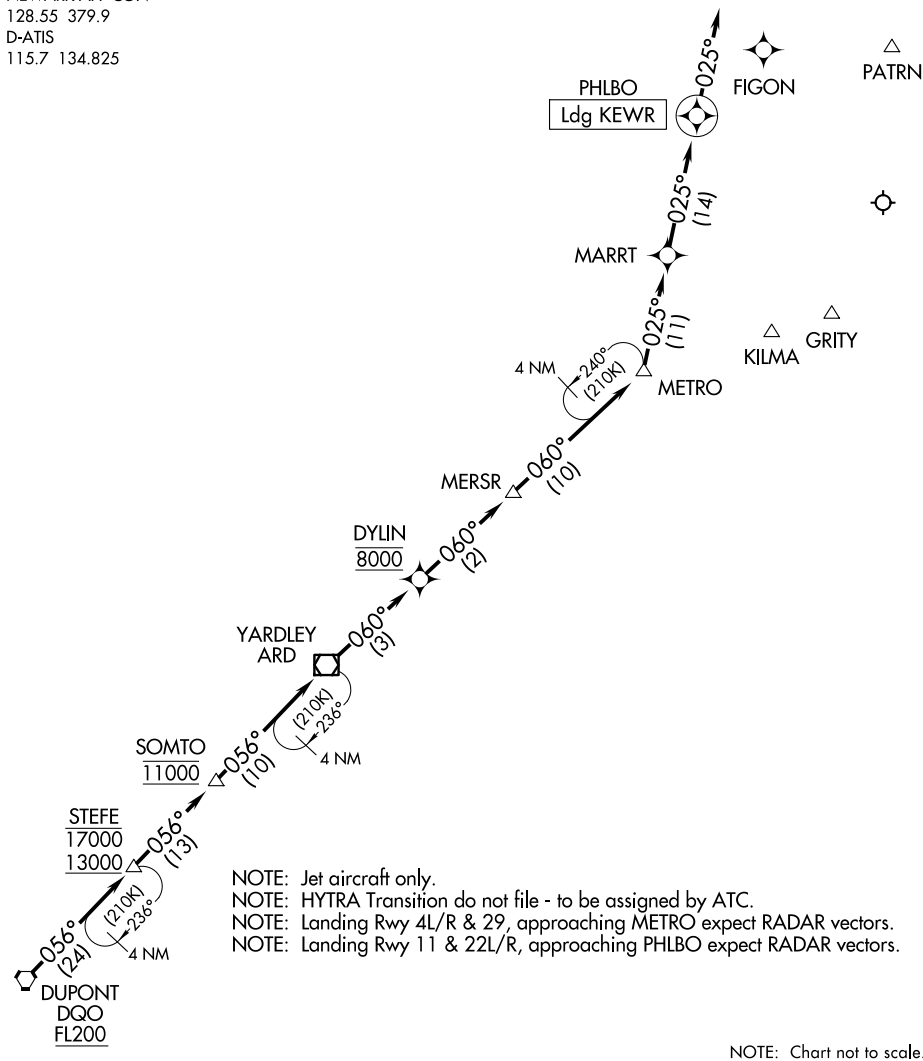 128.55 379.9
D-ATIS
115.7 134.825
025°
FIGON
PATRN
PHLBO
Ldg KEWR
025°
(14)
MARRT
025°
(11)
KILMA
GRITY
4 NM
240°
(210K)
METRO
060°
(10)
MERSR
DYLIN
8000
060°
(2)
YARDLEY
ARD
060°
(3)
(210K)
236°
4 NM
SOMTO
11000
056°
(10)
STEFE
17000
13000
056°
(13)
(210K)
236°
4 NM
056°
(24)
DUPONT
DQO
FL200
NOTE: Jet aircraft only.
NOTE: HYTRA Transition do not file - to be assigned by ATC.
NOTE: Landing Rwy 4L/R & 29, approaching METRO expect RADAR vectors.
NOTE: Landing Rwy 11 & 22L/R, approaching PHLBO expect RADAR vectors.
NOTE: Chart not to scale